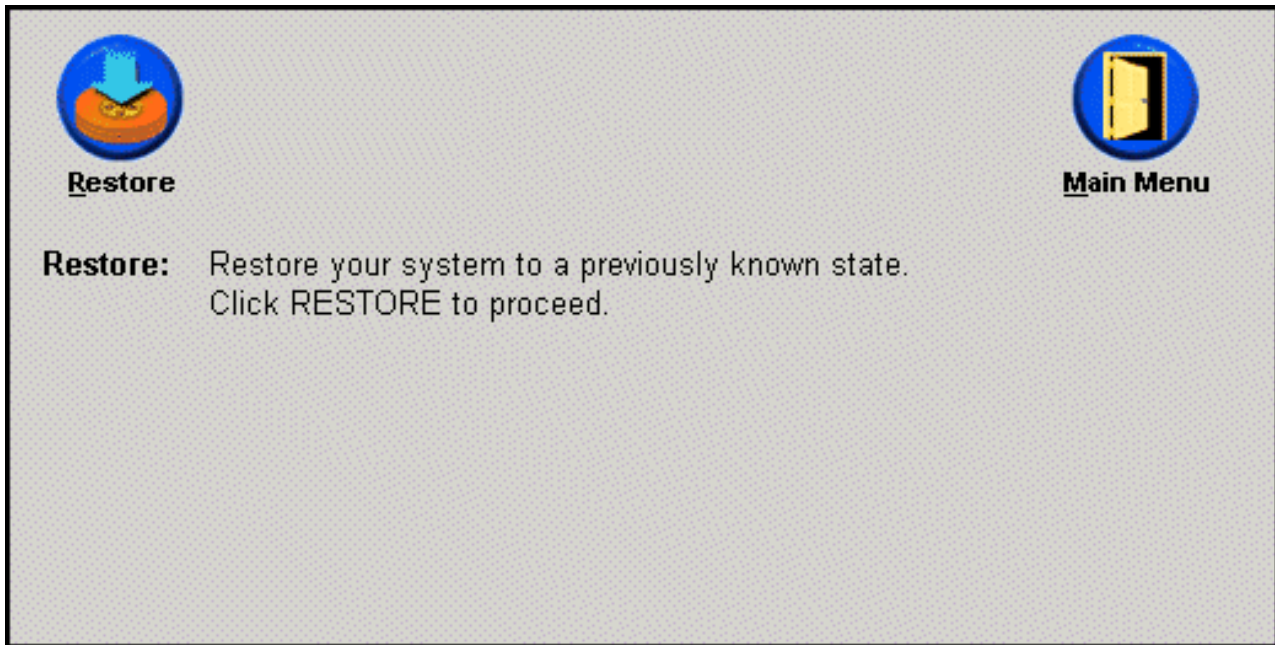 Restore
Main Menu
Restore: Restore your system to a previously known state.
Click RESTORE to proceed.